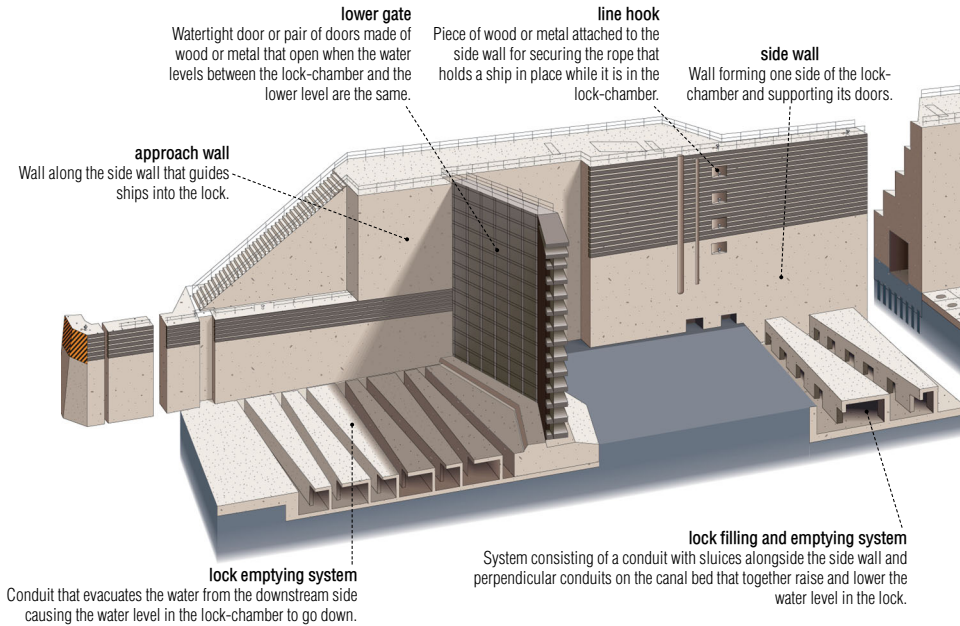 lower gate
Watertight door or pair of doors made of
wood or metal that open when the water
levels between the lock-chamber and the
lower level are the same.
line hook
Piece of wood or metal attached to the
side wall for securing the rope that
holds a ship in place while it is in the
lock-chamber.
side wall
Wall forming one side of the lock-
chamber and supporting its doors.
approach wall
Wall along the side wall that guides
ships into the lock.
lock filling and emptying system
System consisting of a conduit with sluices alongside the side wall and
perpendicular conduits on the canal bed that together raise and lower the
water level in the lock.
lock emptying system
Conduit that evacuates the water from the downstream side
causing the water level in the lock-chamber to go down.